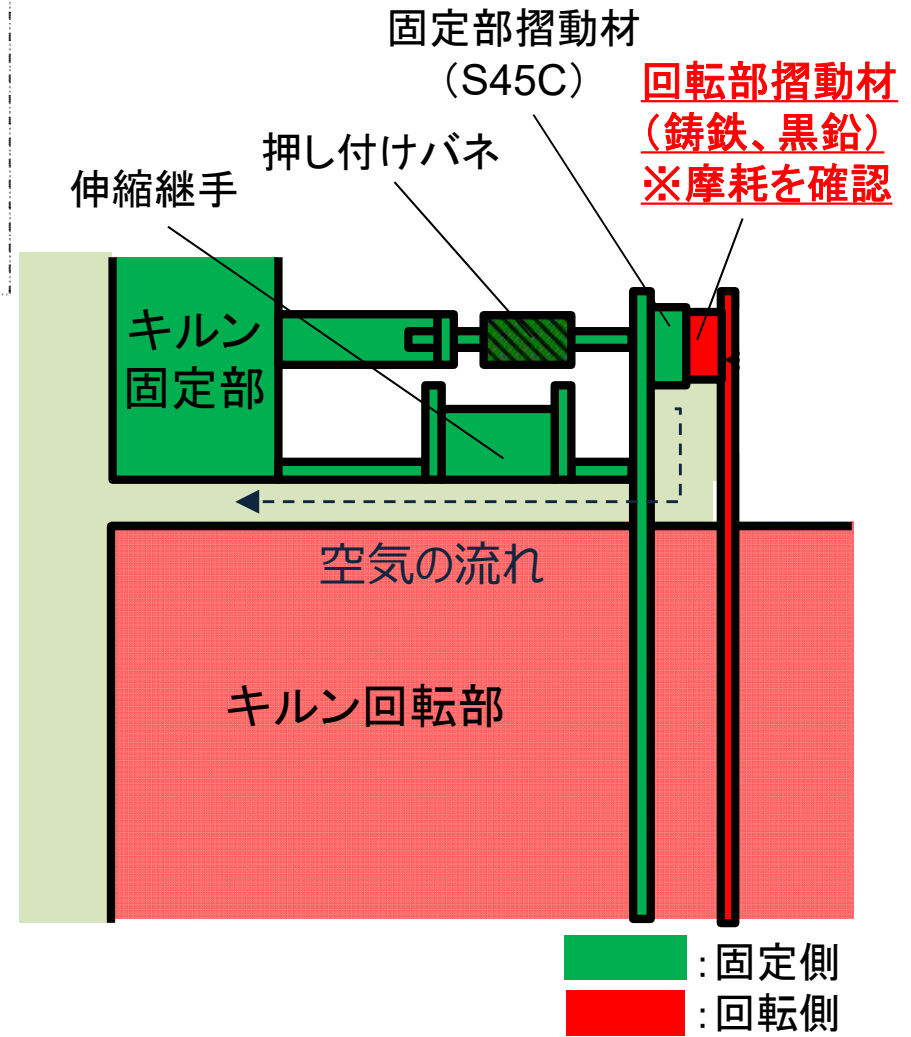 固定部摺動材
（S45C）
回転部摺動材
（鋳鉄、黒鉛）
※摩耗を確認
押し付けバネ
伸縮継手
キルン
固定部
空気の流れ
キルン回転部
：固定側
：回転側